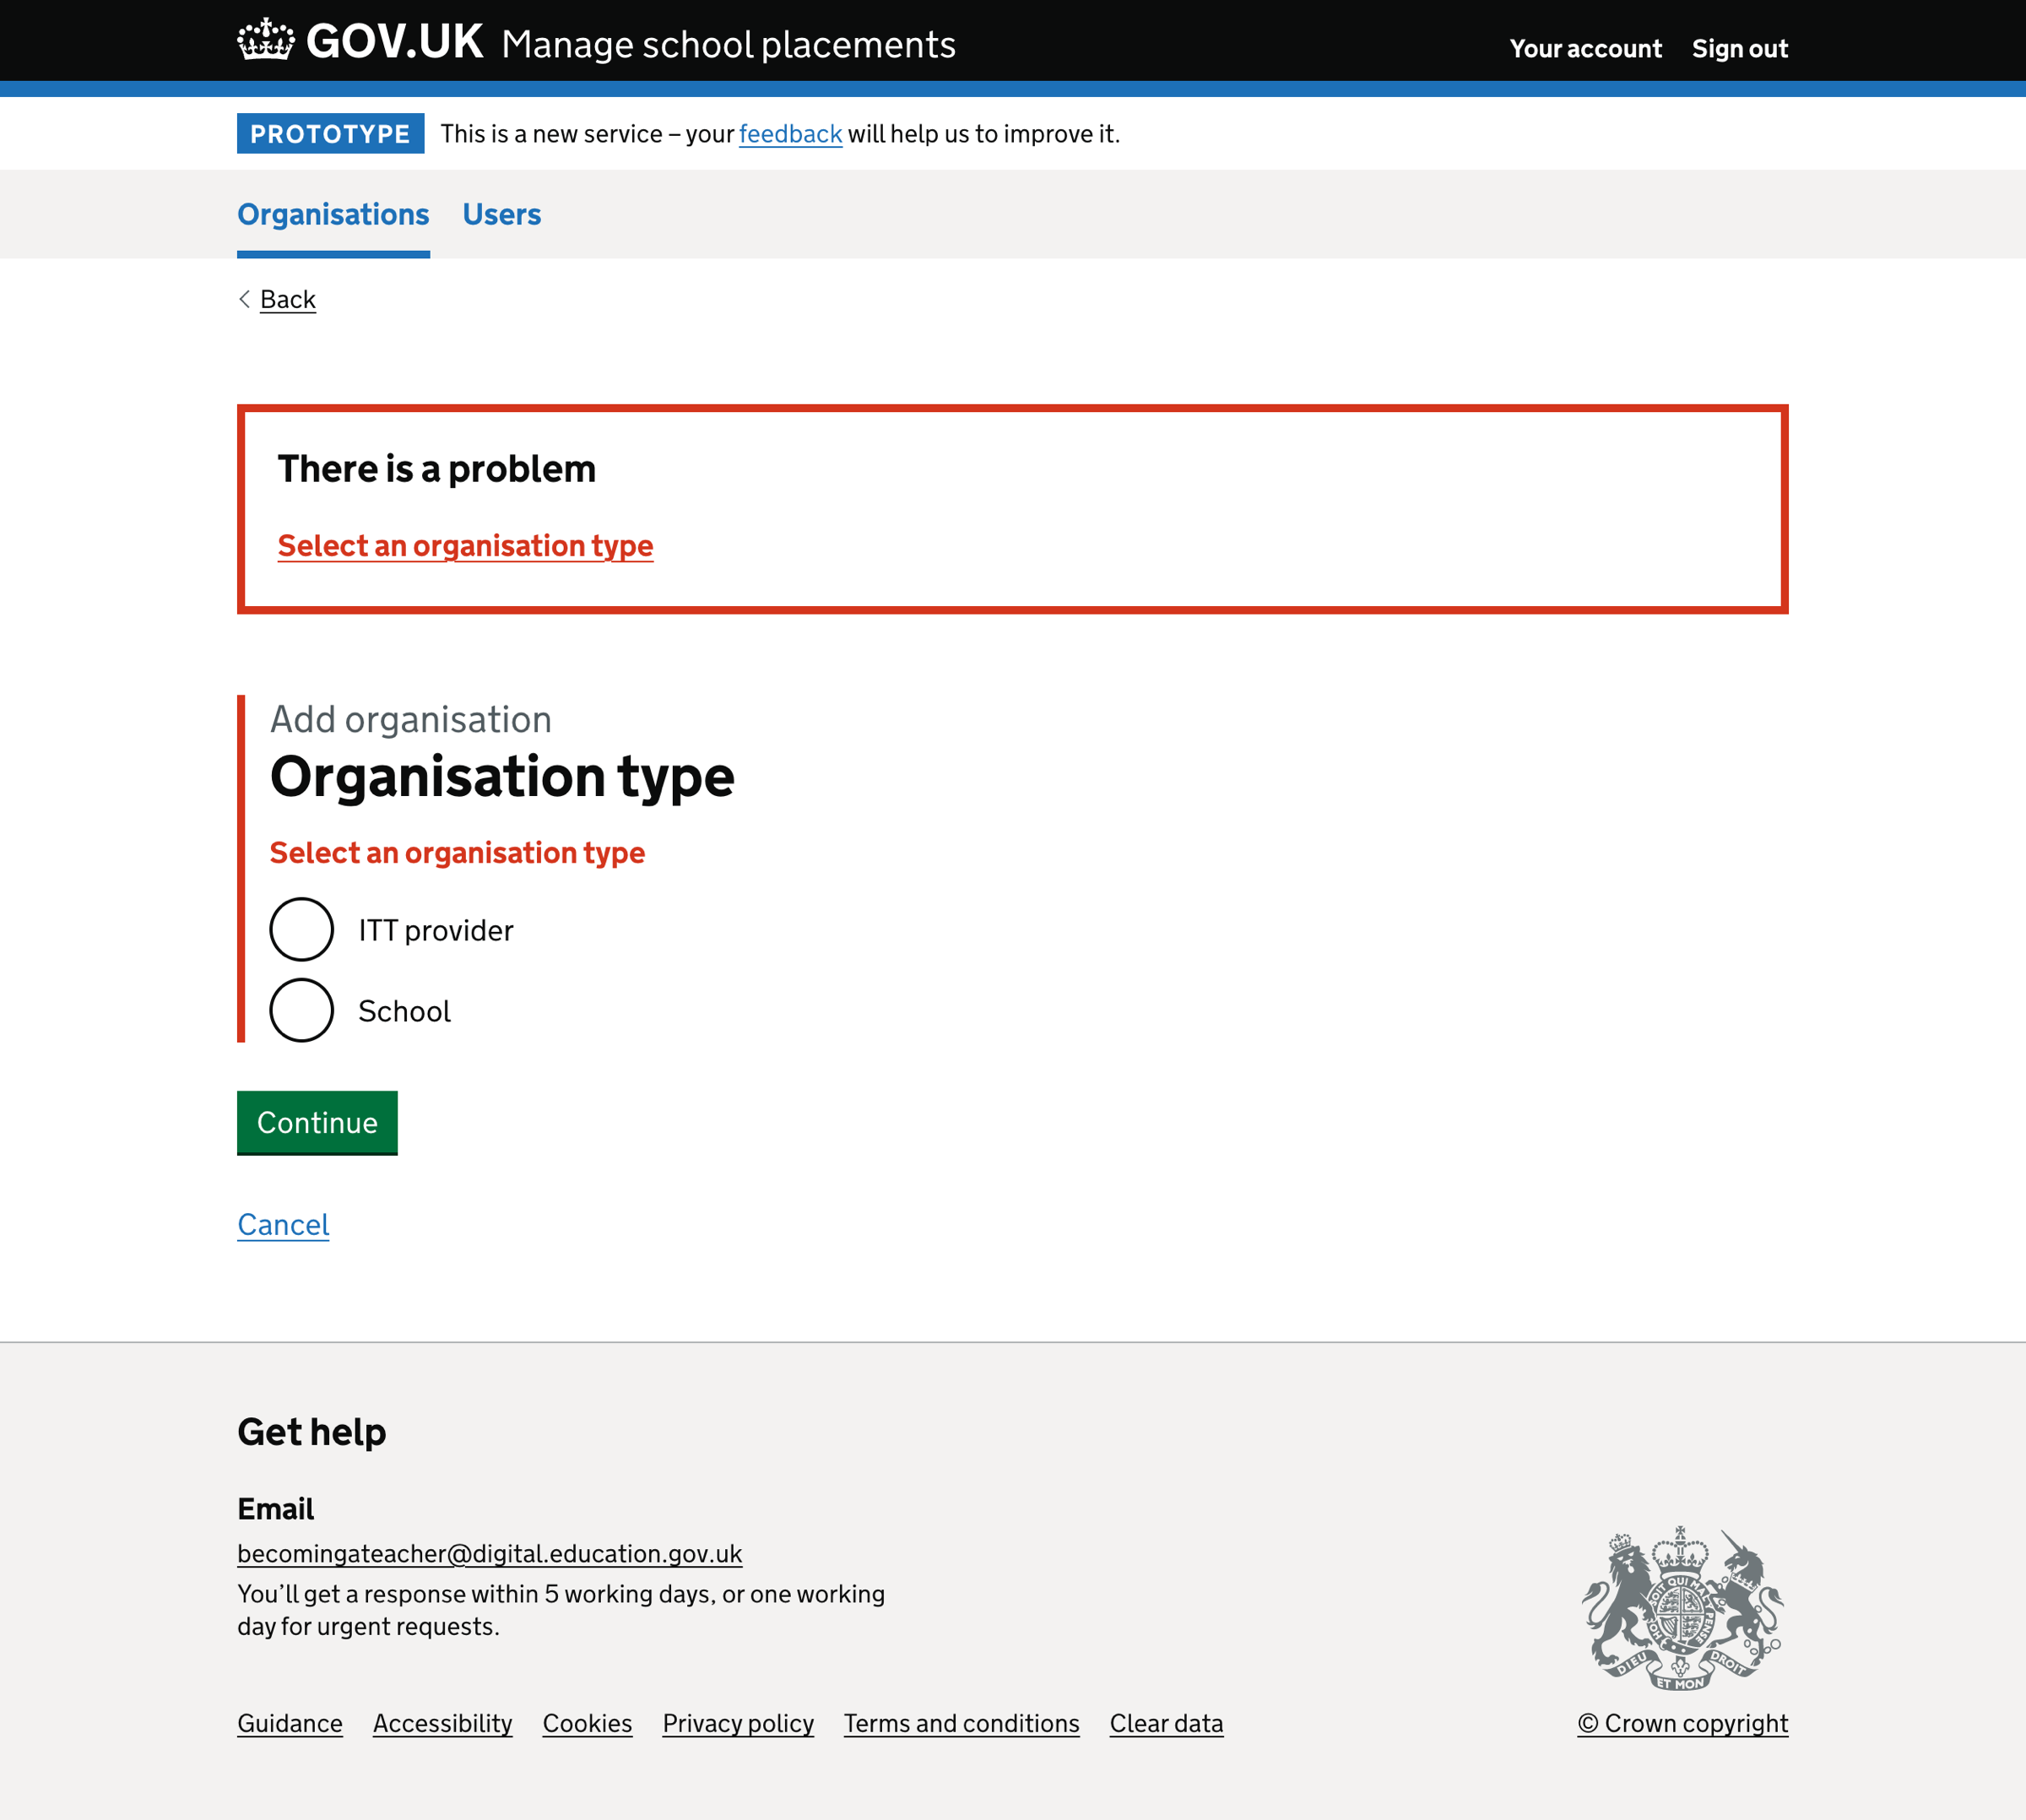 GOV.UK Manage school placements Your account Sign out
PROTOTYPE This is a new service – your feedback will help us to improve it.
Organisations Users
Back
There is a problem
Select an organisation type
Add organisation
Organisation type
Select an organisation type
ITT provider
School
Continue
Cancel
Get help
Email
becomingateacher@digital.education.gov.uk
You’ll get a response within 5 working days, or one working
day for urgent requests.
DIEU ET MON DROIT
Guidance Accessibility Cookies Privacy policy Terms and conditions Clear data © Crown copyright